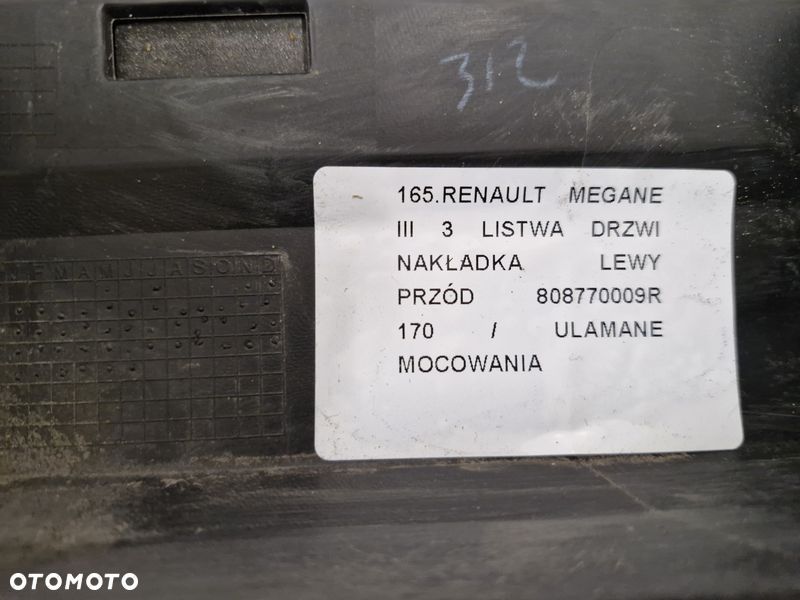 312
165.RENAULT MEGANE
III 3 LISTWA DRZWI
NAKŁADKA LEWY
PRZÓD 808770009R
170 / ULAMANE
MOCOWANIA
J F M A M J J A S O N D
OTOMOTO